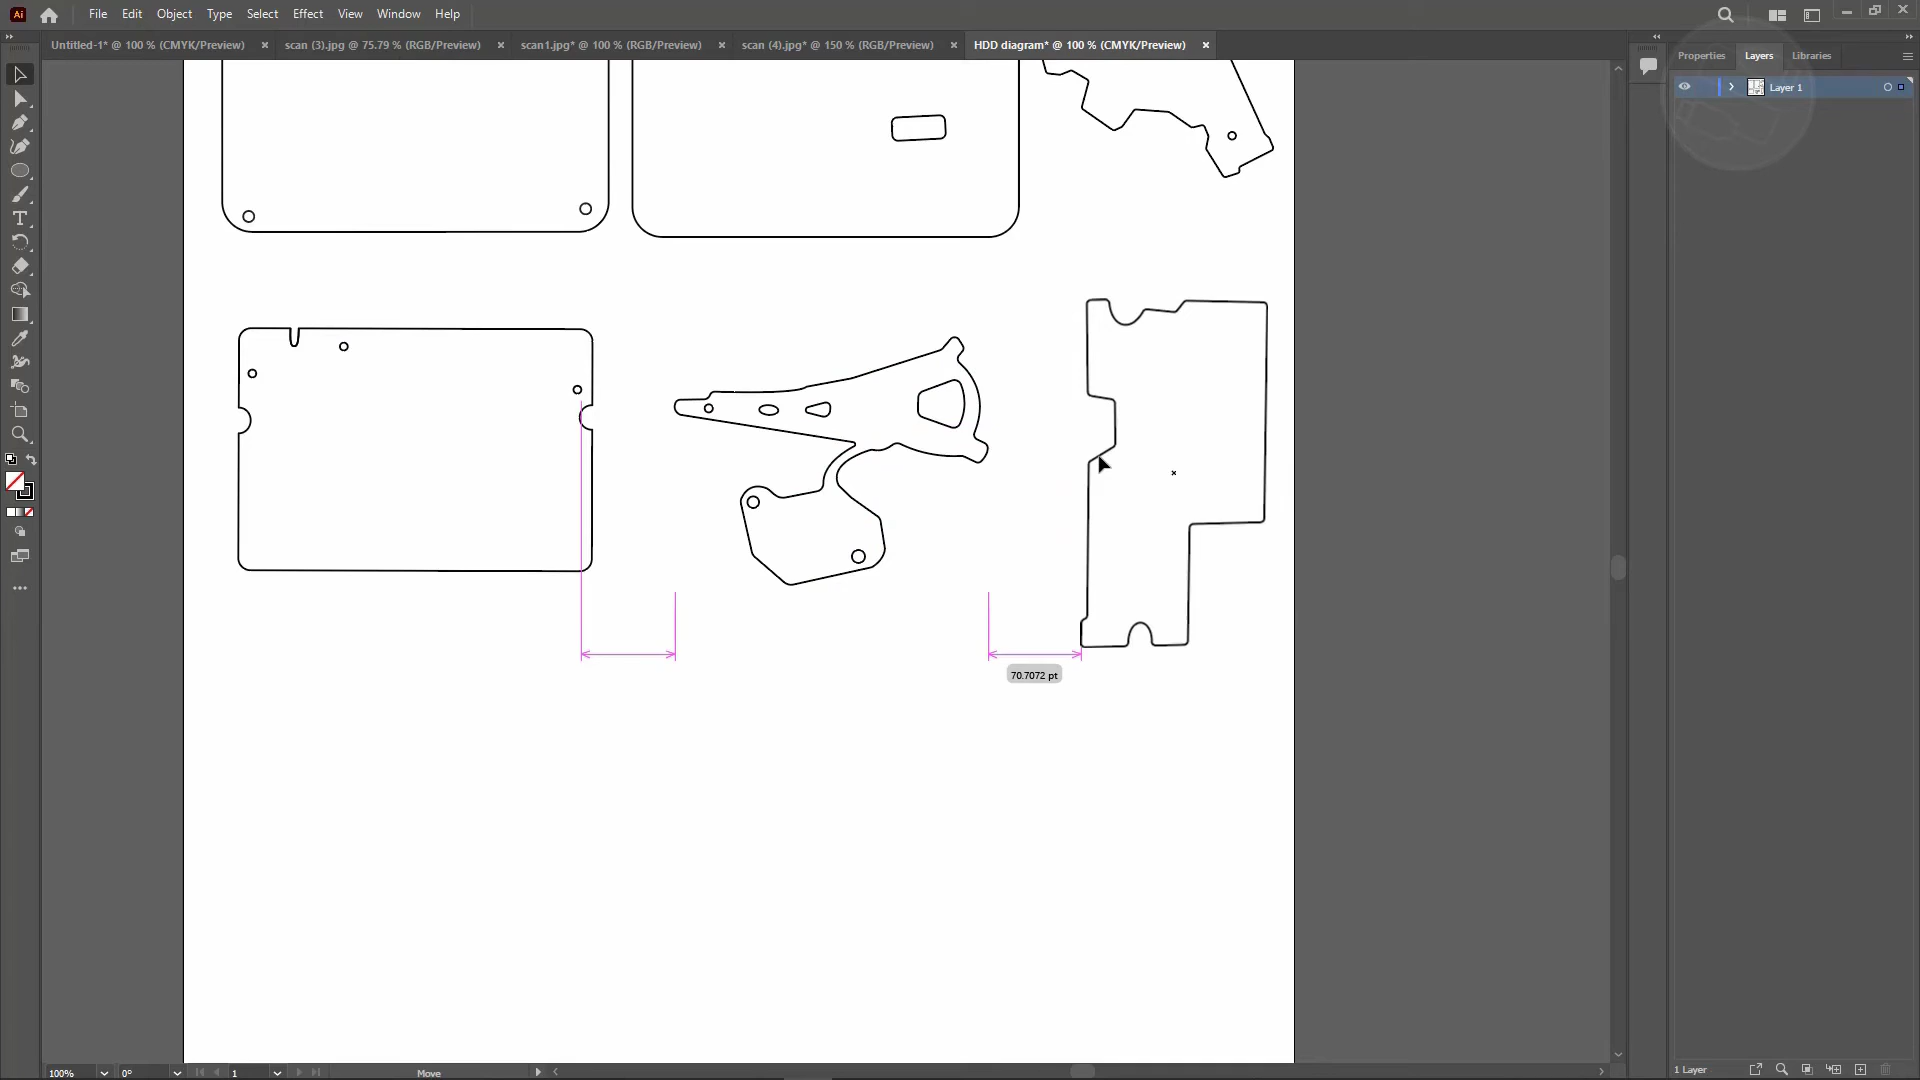 Ai File Edit Object Type Select Effect View Window Help
Untitled-1* @ 100 % (CMYK/Preview) × scan (3).jpg @ 75.79 % (RGB/Preview) × scan1.jpg* @ 100 % (RGB/Preview) × scan (4).jpg* @ 150 % (RGB/Preview) × HDD diagram* @ 100 % (CMYK/Preview) ×
Properties Layers Libraries
Layer 1
70.7072 pt
100% 0° 1 Move
1 Layer